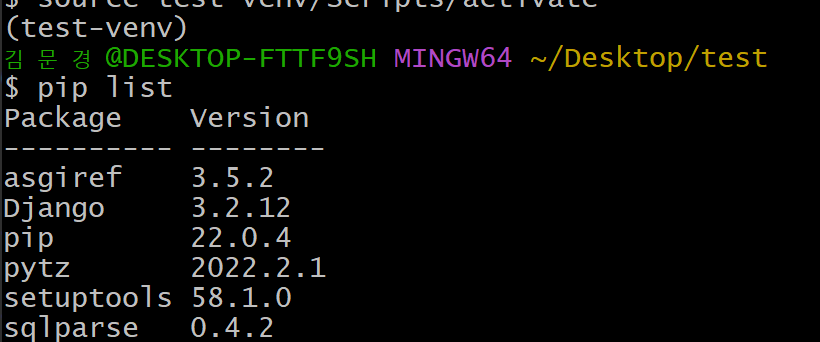 $ source test-venv/Scripts/activate
(test-venv)
김 문 경 @DESKTOP-FTTF9SH MINGW64 ~/Desktop/test
$ pip list
Package    Version
---------- --------
asgiref    3.5.2
Django     3.2.12
pip        22.0.4
pytz       2022.2.1
setuptools 58.1.0
sqlparse   0.4.2